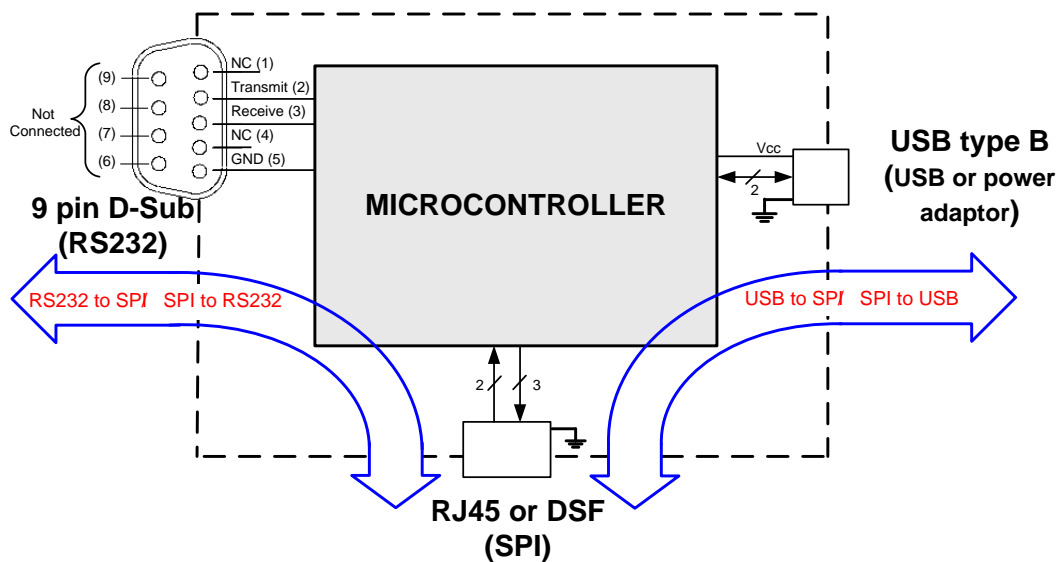 NC (1)
(9)
Transmit (2)
(8)
Receive (3)
Not
Connected
(7)
NC (4)
(6)
GND (5)
9 pin D-Sub
(RS232)
MICROCONTROLLER
Vcc
2
USB type B
(USB or power
adaptor)
RS232 to SPI SPI to RS232
USB to SPI SPI to USB
2
3
RJ45 or DSF
(SPI)